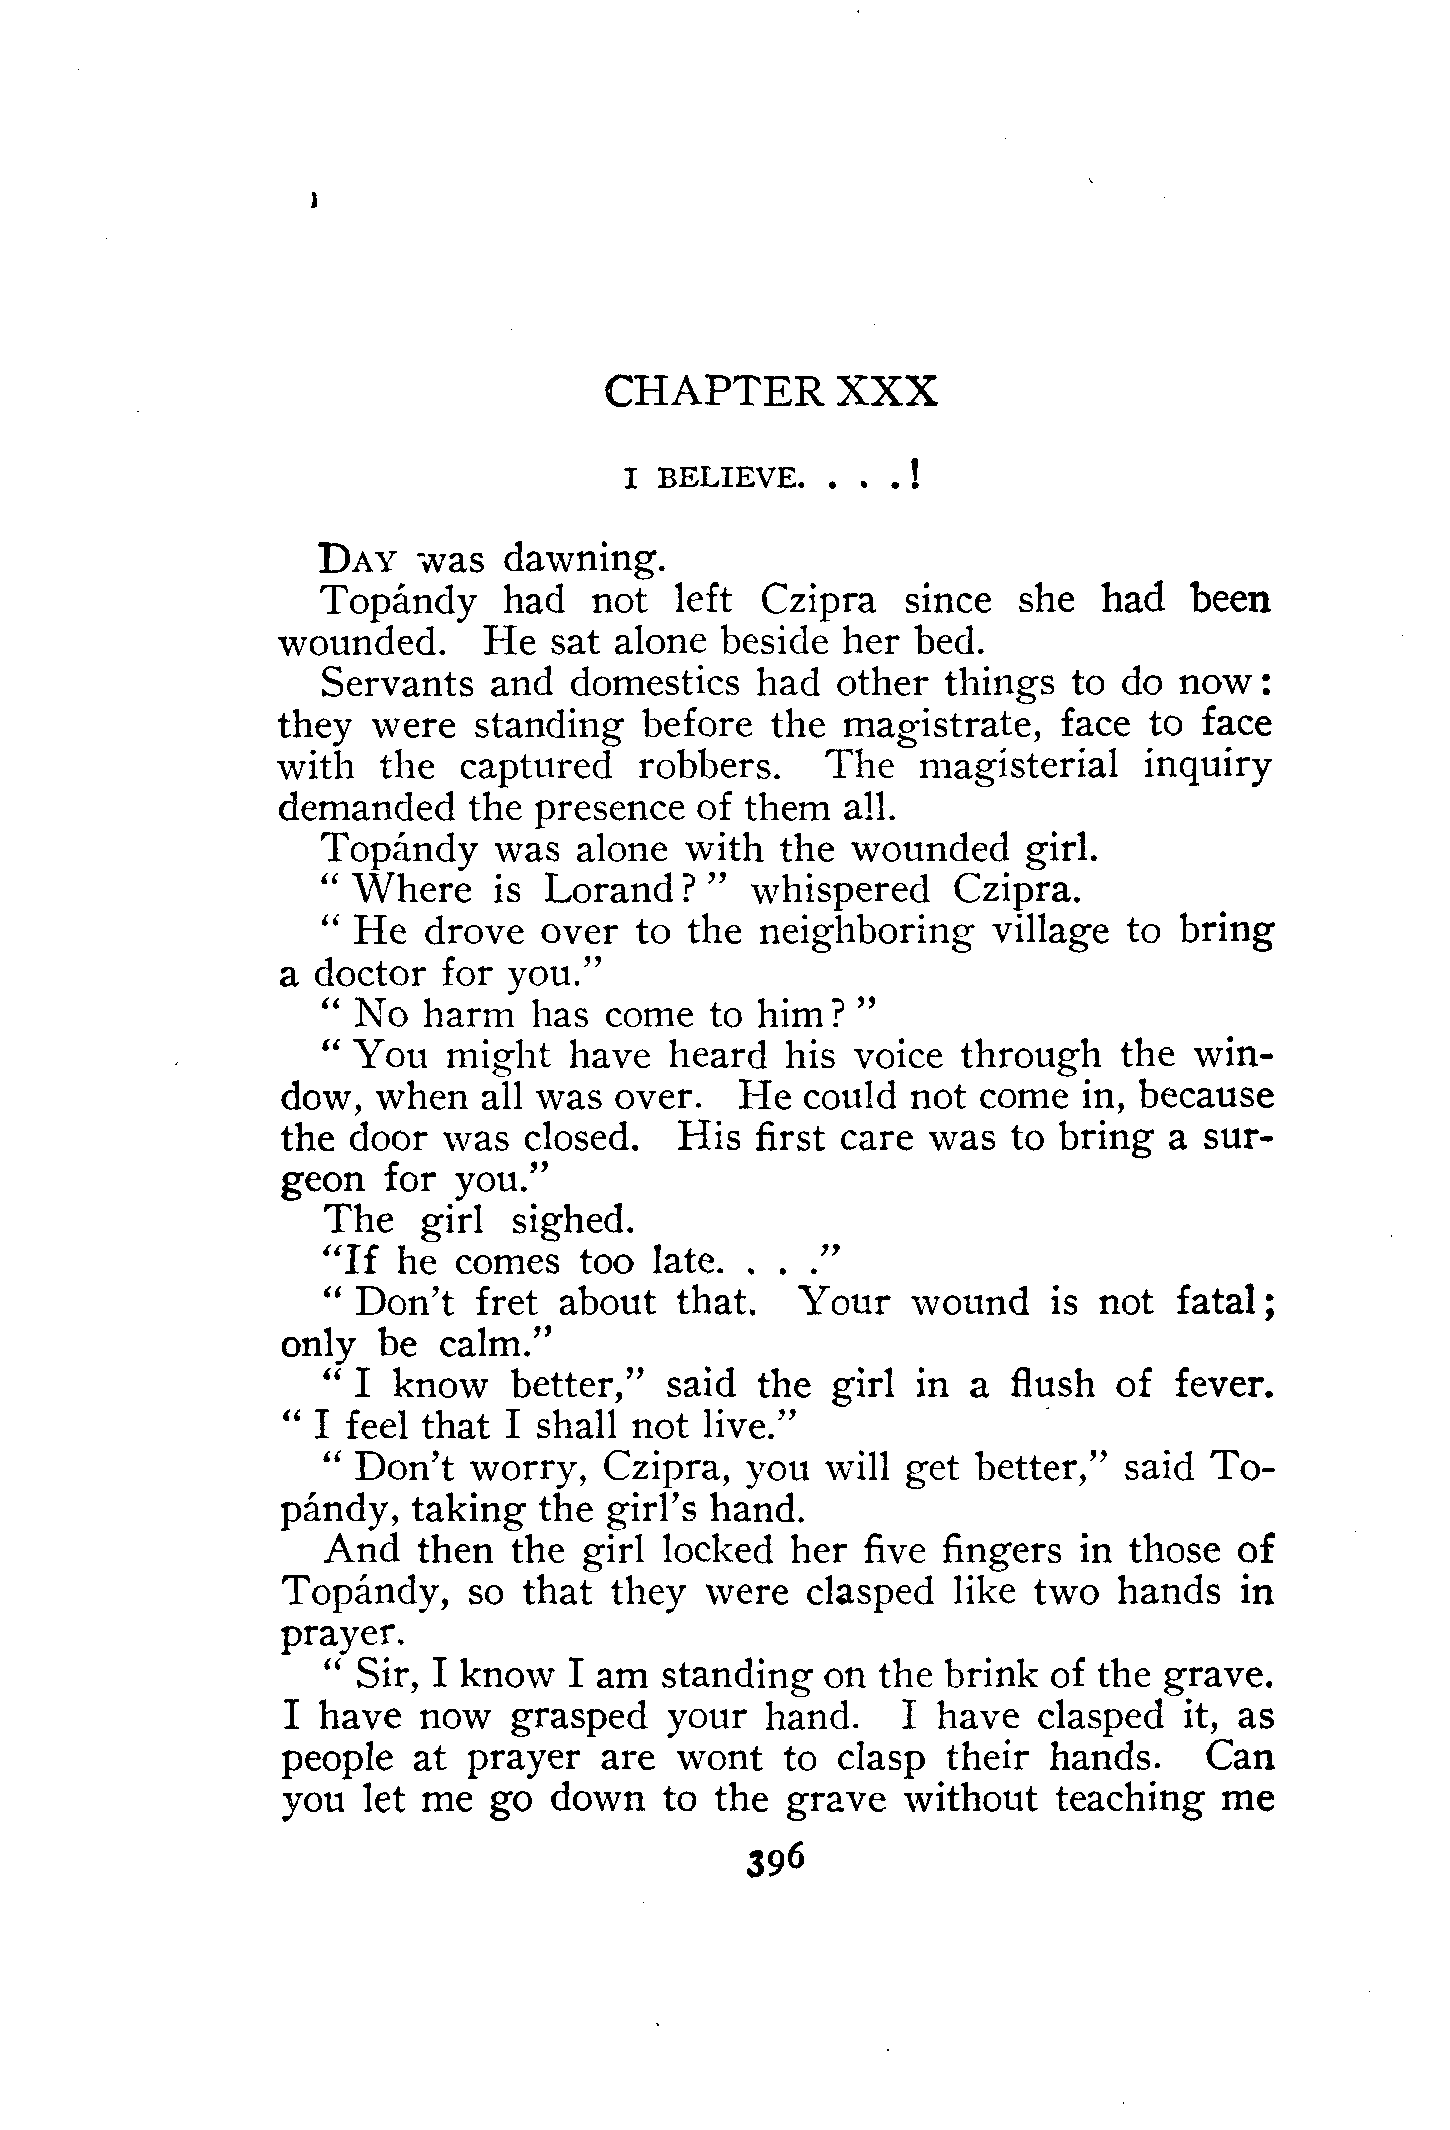 CHAPTER XXX
I BELIEVE. . . .!
DAY was dawning.
Topándy had not left Czipra since she had been
wounded. He sat alone beside her bed.
Servants and domestics had other things to do now:
they were standing before the magistrate, face to face
with the captured robbers. The magisterial inquiry
demanded the presence of them all.
Topándy was alone with the wounded girl.
" Where is Lorand? " whispered Czipra.
" He drove over to the neighboring village to bring
a doctor for you."
" No harm has come to him? "
" You might have heard his voice through the win-
dow, when all was over. He could not come in, because
the door was closed. His first care was to bring a sur-
geon for you."
The girl sighed.
"If he comes too late. . . ."
" Don't fret about that. Your wound is not fatal;
only be calm."
" I know better," said the girl in a flush of fever.
" I feel that I shall not live."
" Don't worry, Czipra, you will get better," said To-
pándy, taking the girl's hand.
And then the girl locked her five fingers in those of
Topándy, so that they were clasped like two hands in
prayer.
" Sir, I know I am standing on the brink of the grave.
I have now grasped your hand. I have clasped it, as
people at prayer are wont to clasp their hands. Can
you let me go down to the grave without teaching me
396